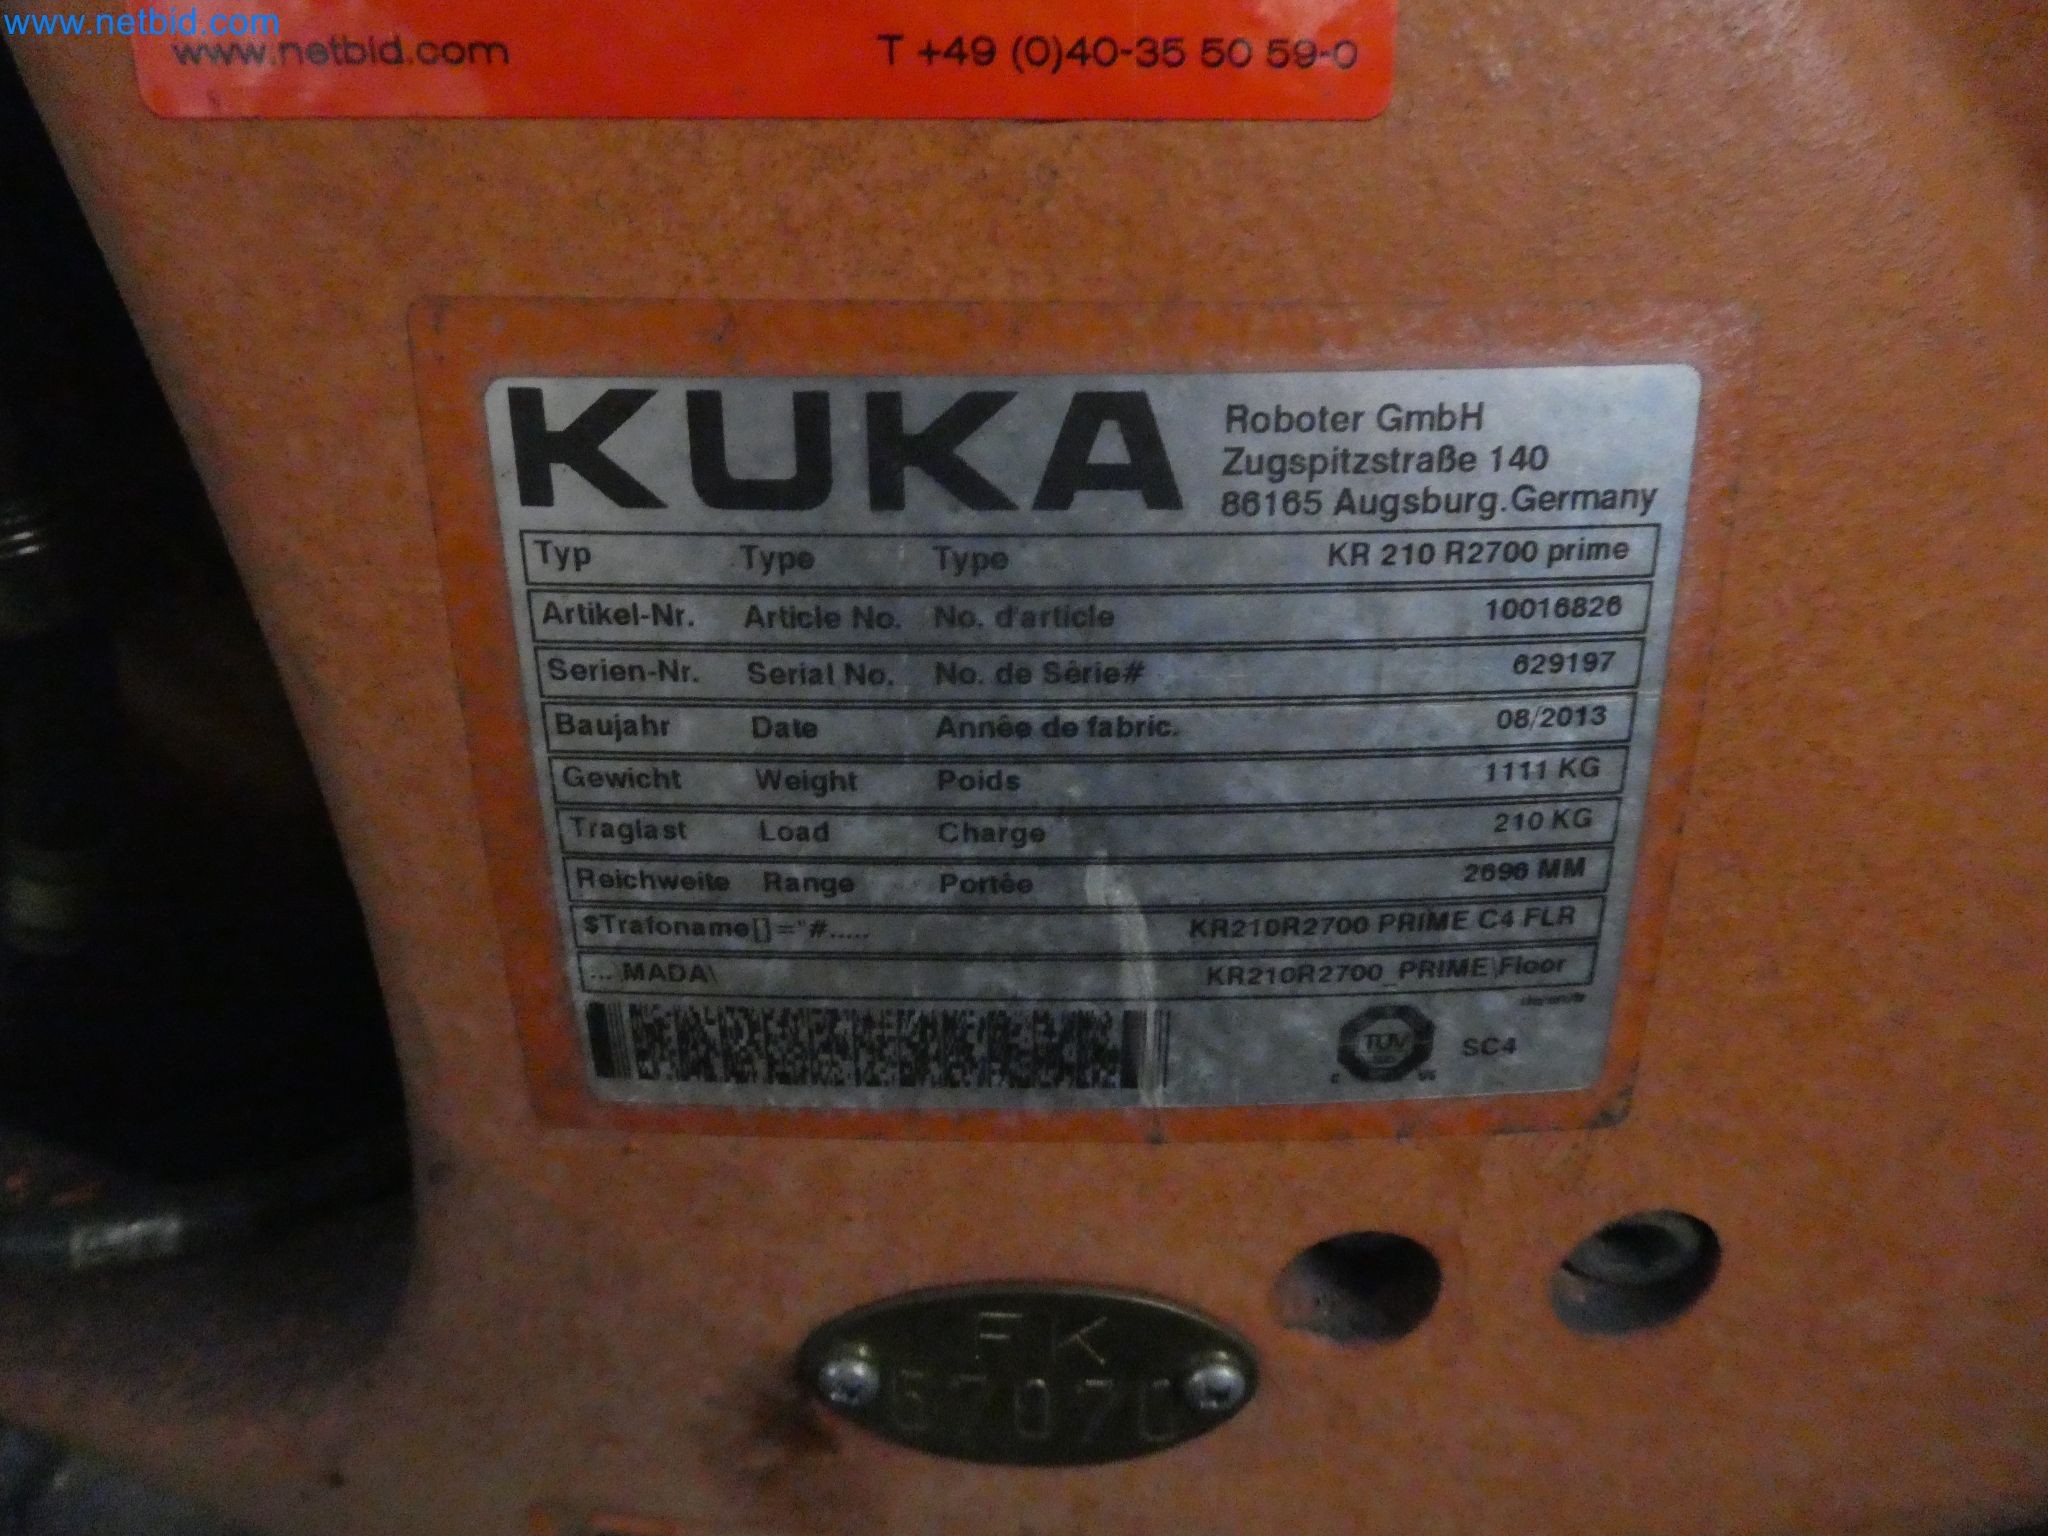 www.netbid.com
www.netbid.com T +49 (0)40-35 50 59-0
KUKA
Roboter GmbH
Zugspitzstraße 140
86165 Augsburg.Germany
Typ Type Type KR 210 R2700 prime
Artikel-Nr. Article No. No. d'article 10016826
Serien-Nr. Serial No. No. de Série# 629197
Baujahr Date Année de fabric. 08/2013
Gewicht Weight Poids 1111 KG
Traglast Load Charge 210 KG
Reichweite Range Portée 2696 MM
$Trafoname[]="#..... KR210R2700 PRIME C4 FLR
...\MADA\ KR210R2700_PRIME\Floor
TÜV
SC4
FK
67070